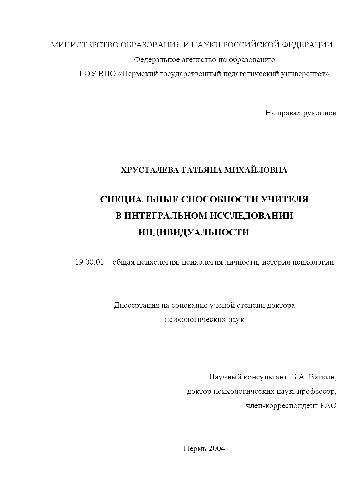 МИНИСТЕРСТВО ОБРАЗОВАНИЯ И НАУКИ РОССИЙСКОЙ ФЕДЕРАЦИИ
Федеральное агентство по образованию
ГОУ ВПО «Пермский государственный педагогический университет»
На правах рукописи
ХРУСТАЛЕВА ТАТЬЯНА МИХАЙЛОВНА
СПЕЦИАЛЬНЫЕ СПОСОБНОСТИ УЧИТЕЛЯ
В ИНТЕГРАЛЬНОМ ИССЛЕДОВАНИИ
ИНДИВИДУАЛЬНОСТИ
19.00.01 – общая психология, психология личности, история психологии
Диссертация на соискание ученой степени доктора
психологических наук
Научный консультант Б.А. Вяткин,
доктор психологических наук, профессор,
член-корреспондент РАО
Пермь 2004